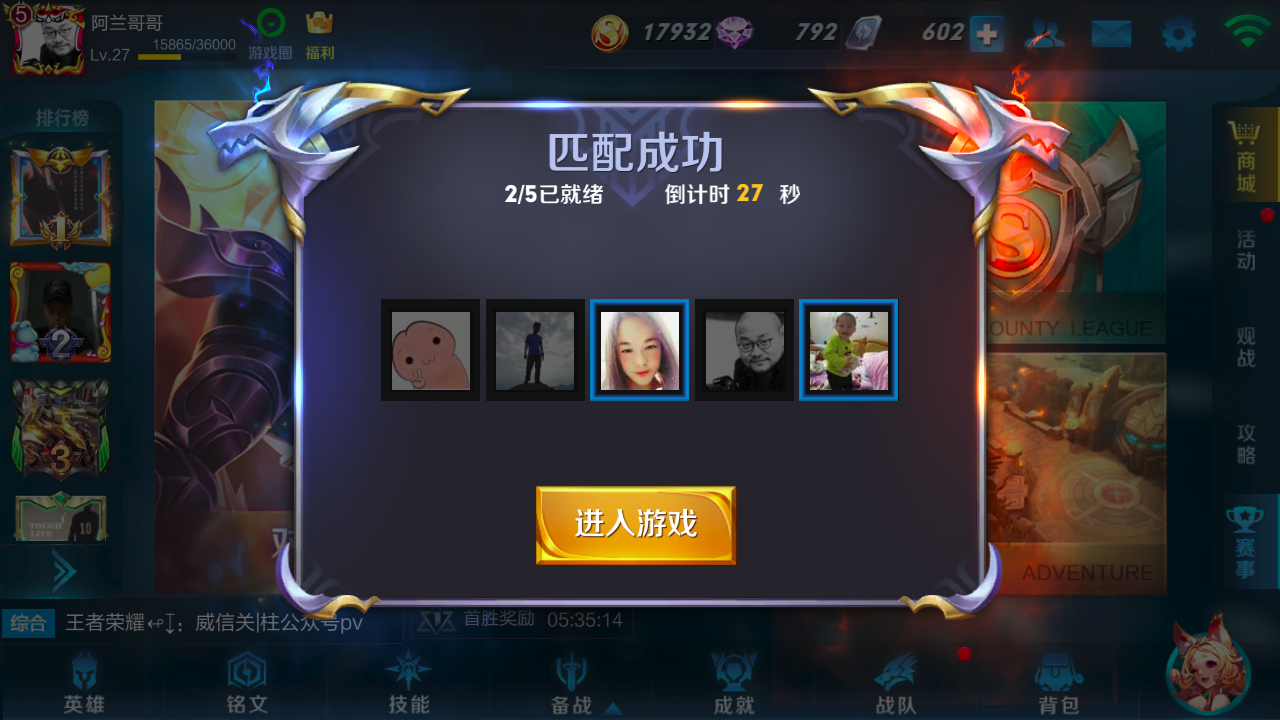 5
阿兰哥哥
Lv.27
15865/36000
游戏圈
福利
17932
792
602
排行榜
1
2
3
TOUGH
LIFE
10
匹配成功
2/5已就绪 倒计时 27 秒
进入游戏
OUNTY LEAGUE
ADVENTURE
商城
活动
观战
攻略
赛事
综合 王者荣耀↩↕：威信关|柱公众号pv
首胜奖励 05:35:14
英雄
铭文
技能
备战
成就
战队
背包